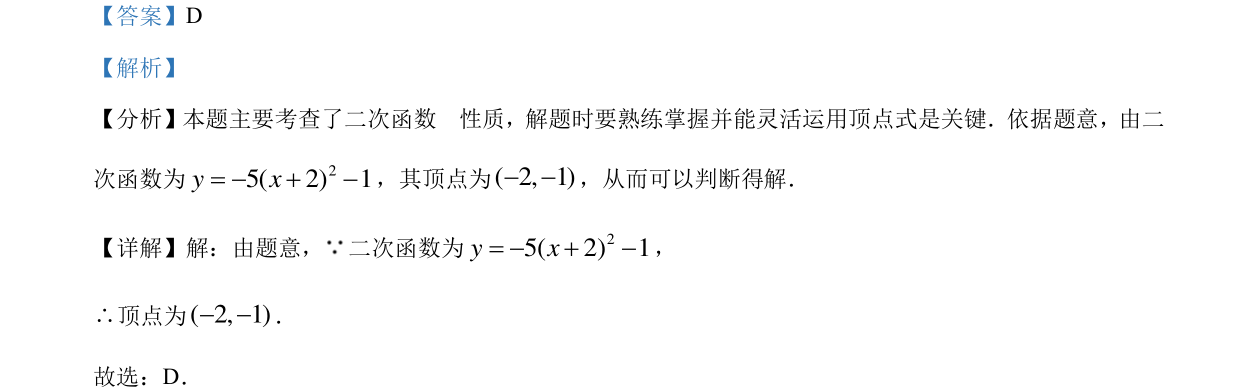 【答案】D
【解析】
【分析】本题主要考查了二次函数 性质，解题时要熟练掌握并能灵活运用顶点式是关键．依据题意，由二
次函数为 y=−5(x+2)²−1，其顶点为(−2,−1)，从而可以判断得解．
【详解】解：由题意，∵二次函数为 y=−5(x+2)²−1，
∴顶点为(−2,−1)．
故选：D．